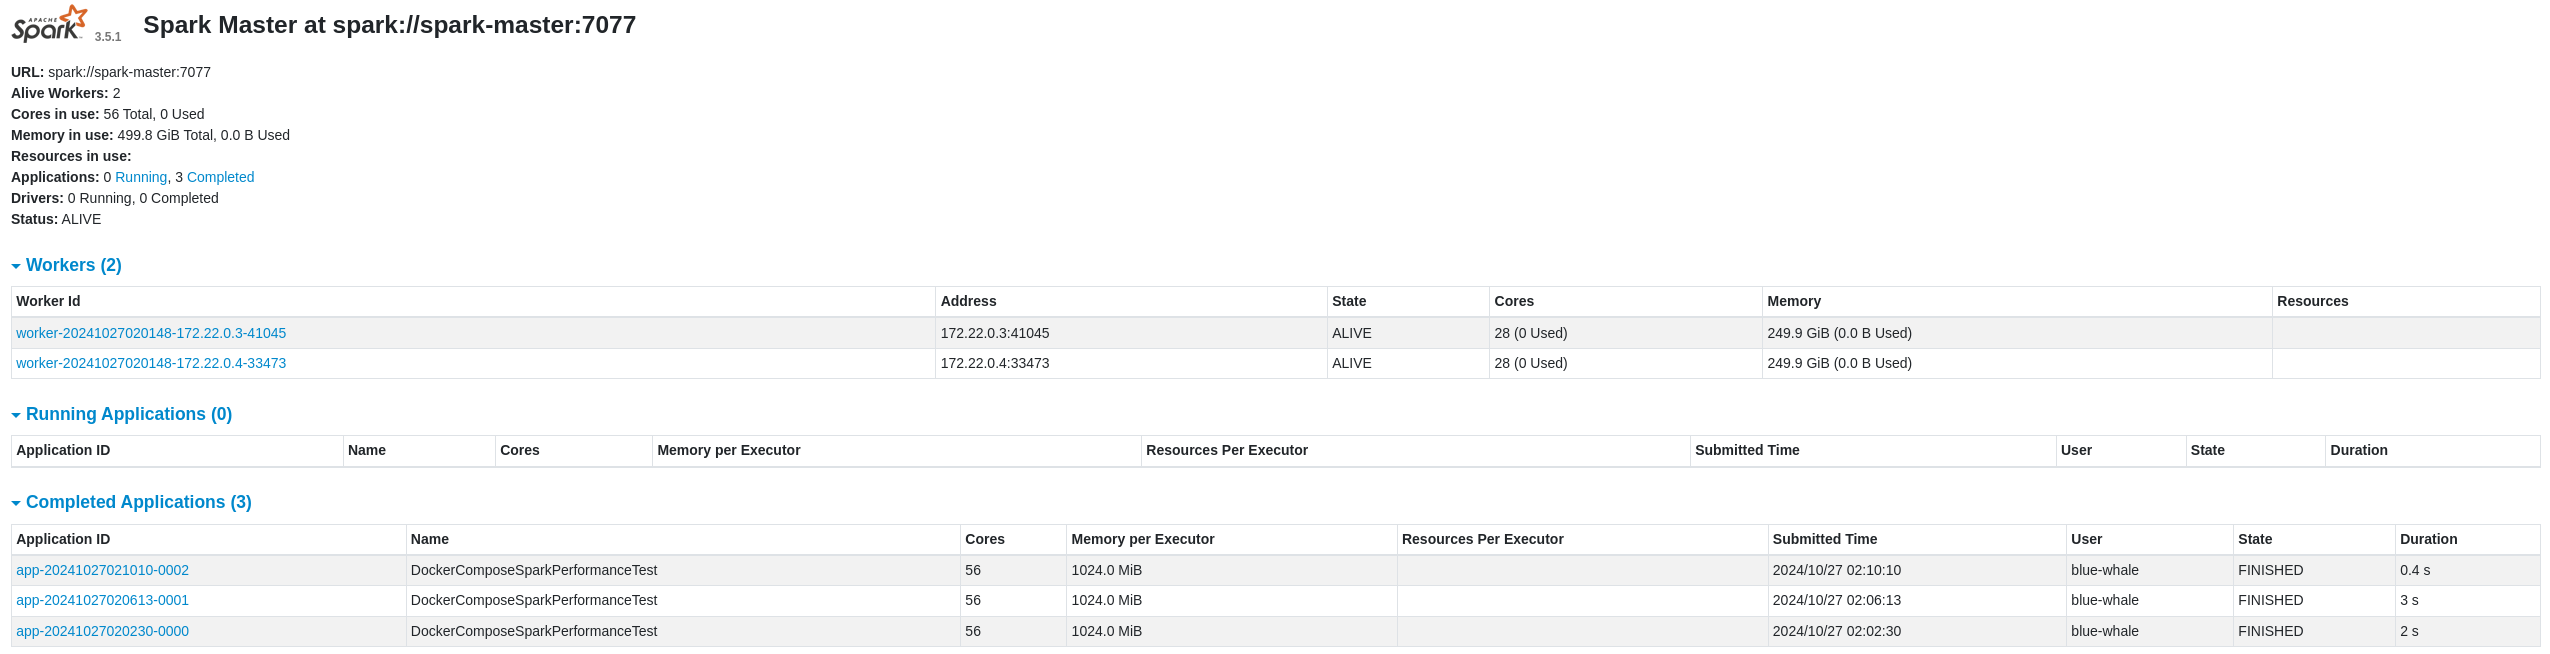 APACHE
Spark 3.5.1 Spark Master at spark://spark-master:7077
URL: spark://spark-master:7077
Alive Workers: 2
Cores in use: 56 Total, 0 Used
Memory in use: 499.8 GiB Total, 0.0 B Used
Resources in use:
Applications: 0 Running, 3 Completed
Drivers: 0 Running, 0 Completed
Status: ALIVE
Workers (2)
Worker Id Address State Cores Memory Resources
worker-20241027020148-172.22.0.3-41045 172.22.0.3:41045 ALIVE 28 (0 Used) 249.9 GiB (0.0 B Used)
worker-20241027020148-172.22.0.4-33473 172.22.0.4:33473 ALIVE 28 (0 Used) 249.9 GiB (0.0 B Used)
Running Applications (0)
Application ID Name Cores Memory per Executor Resources Per Executor Submitted Time User State Duration
Completed Applications (3)
Application ID Name Cores Memory per Executor Resources Per Executor Submitted Time User State Duration
app-20241027021010-0002 DockerComposeSparkPerformanceTest 56 1024.0 MiB 2024/10/27 02:10:10 blue-whale FINISHED 0.4 s
app-20241027020613-0001 DockerComposeSparkPerformanceTest 56 1024.0 MiB 2024/10/27 02:06:13 blue-whale FINISHED 3 s
app-20241027020230-0000 DockerComposeSparkPerformanceTest 56 1024.0 MiB 2024/10/27 02:02:30 blue-whale FINISHED 2 s